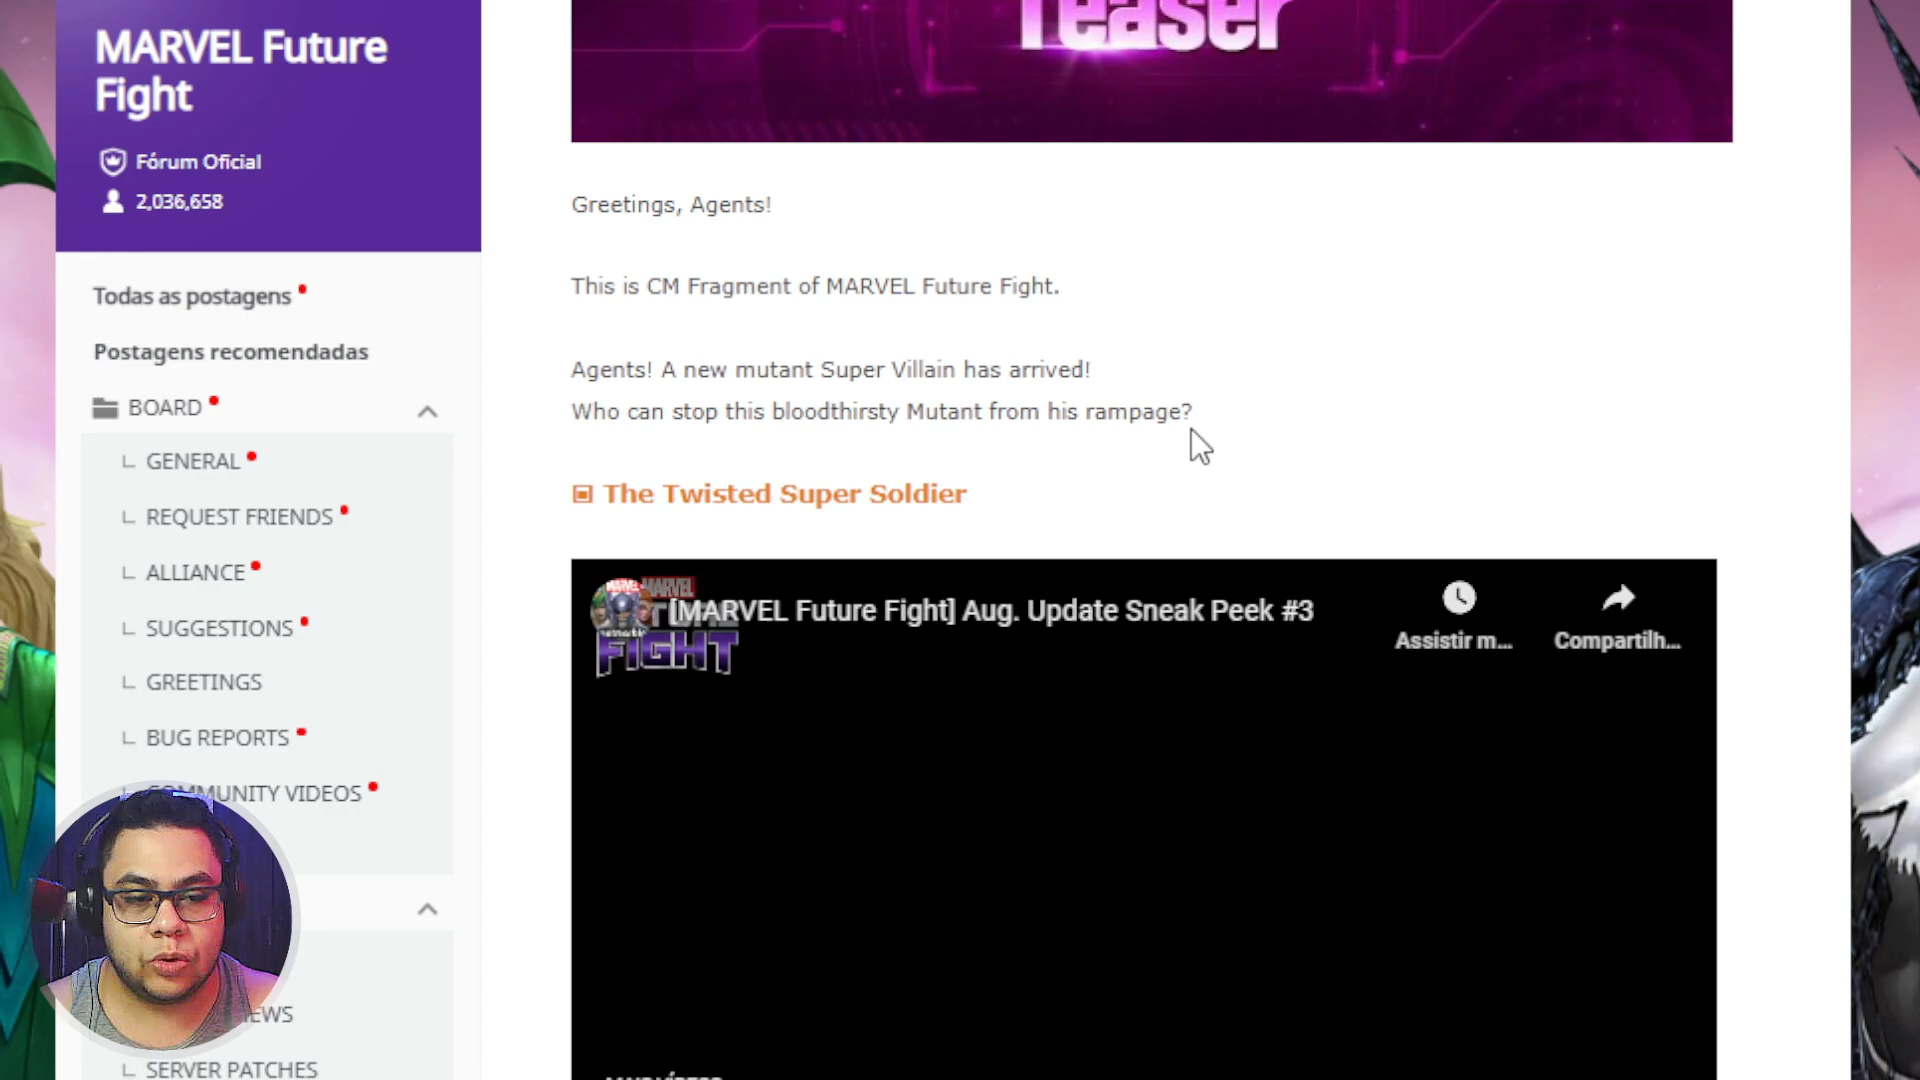 MARVEL Future
Fight
Fórum Oficial
2,036,658
Todas as postagens
Postagens recomendadas
BOARD
GENERAL
REQUEST FRIENDS
ALLIANCE
SUGGESTIONS
GREETINGS
BUG REPORTS
COMMUNITY VIDEOS
SERVER PATCHES
Teaser
Greetings, Agents!
This is CM Fragment of MARVEL Future Fight.
Agents! A new mutant Super Villain has arrived!
Who can stop this bloodthirsty Mutant from his rampage?
The Twisted Super Soldier
[MARVEL Future Fight] Aug. Update Sneak Peek #3
MARVEL
FIGHT
Assistir m...
Compartilh...